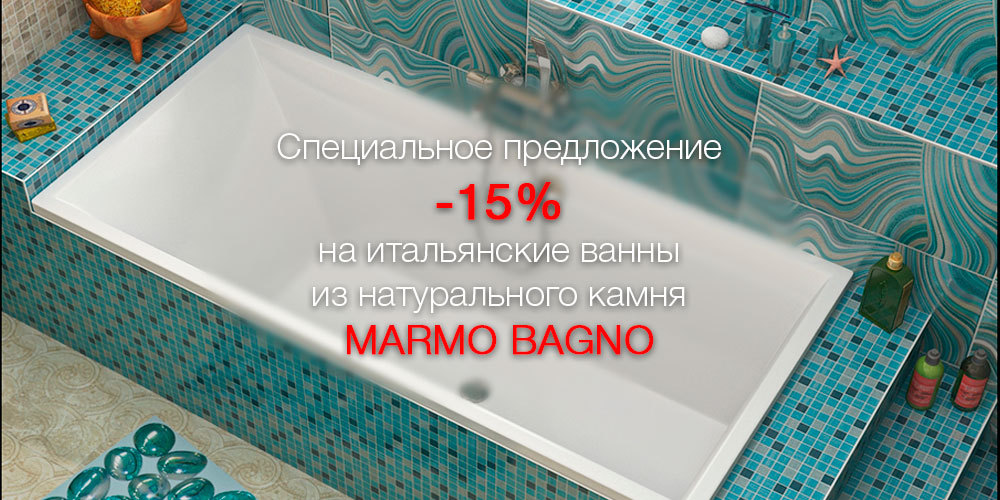 Специальное предложение
-15%
на итальянские ванны
из натурального камня
MARMO BAGNO